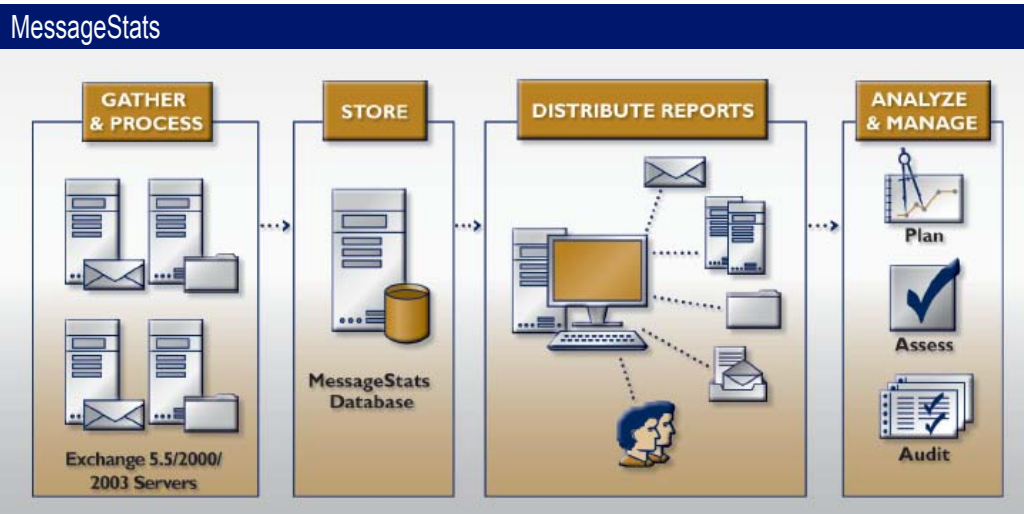 MessageStats
GATHER
& PROCESS
STORE
DISTRIBUTE REPORTS
ANALYZE
& MANAGE
Plan
Assess
MessageStats
Database
Audit
Exchange 5.5/2000/
2003 Servers